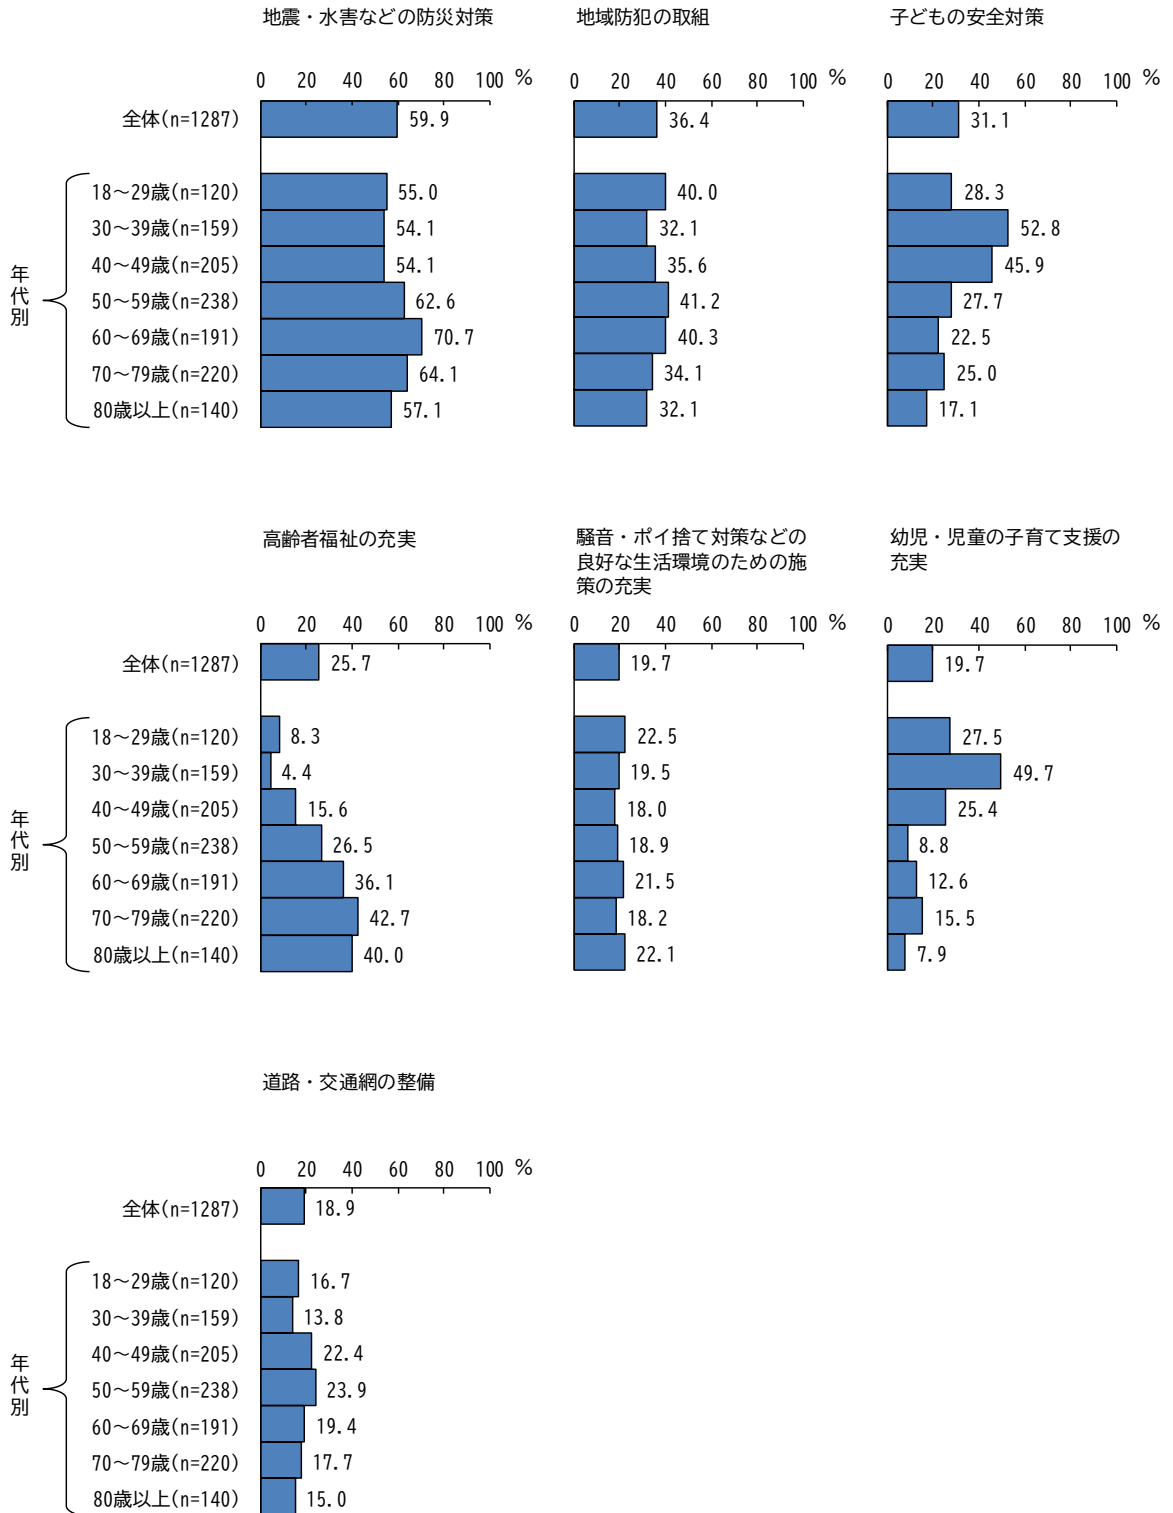 地震・水害などの防災対策
地域防犯の取組
子どもの安全対策
0 20 40 60 80 100 %
0 20 40 60 80 100 %
0 20 40 60 80 100 %
全体(n=1287) 59.9 36.4 31.1
年代別
18～29歳(n=120) 55.0 40.0 28.3
30～39歳(n=159) 54.1 32.1 52.8
40～49歳(n=205) 54.1 35.6 45.9
50～59歳(n=238) 62.6 41.2 27.7
60～69歳(n=191) 70.7 40.3 22.5
70～79歳(n=220) 64.1 34.1 25.0
80歳以上(n=140) 57.1 32.1 17.1
高齢者福祉の充実
騒音・ポイ捨て対策などの
良好な生活環境のための施
策の充実
幼児・児童の子育て支援の
充実
0 20 40 60 80 100 %
0 20 40 60 80 100 %
0 20 40 60 80 100 %
全体(n=1287) 25.7 19.7 19.7
年代別
18～29歳(n=120) 8.3 22.5 27.5
30～39歳(n=159) 4.4 19.5 49.7
40～49歳(n=205) 15.6 18.0 25.4
50～59歳(n=238) 26.5 18.9 8.8
60～69歳(n=191) 36.1 21.5 12.6
70～79歳(n=220) 42.7 18.2 15.5
80歳以上(n=140) 40.0 22.1 7.9
道路・交通網の整備
0 20 40 60 80 100 %
全体(n=1287) 18.9
年代別
18～29歳(n=120) 16.7
30～39歳(n=159) 13.8
40～49歳(n=205) 22.4
50～59歳(n=238) 23.9
60～69歳(n=191) 19.4
70～79歳(n=220) 17.7
80歳以上(n=140) 15.0